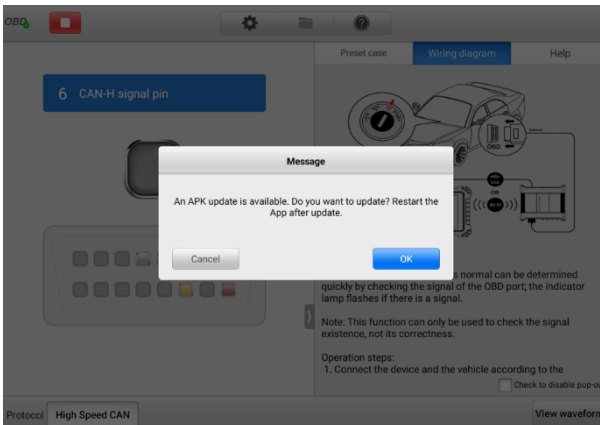 OBD
Preset case
Wiring diagram
Help
6 CAN-H signal pin
OBD
OR
Message
An APK update is available. Do you want to update? Restart the
App after update.
Cancel
OK
s normal can be determined
quickly by checking the signal of the OBD port; the indicator
lamp flashes if there is a signal.
Note: This function can only be used to check the signal
existence, not its correctness.
Operation steps:
1. Connect the device and the vehicle according to the
Check to disable pop-ou
Protocol
High Speed CAN
View waveform